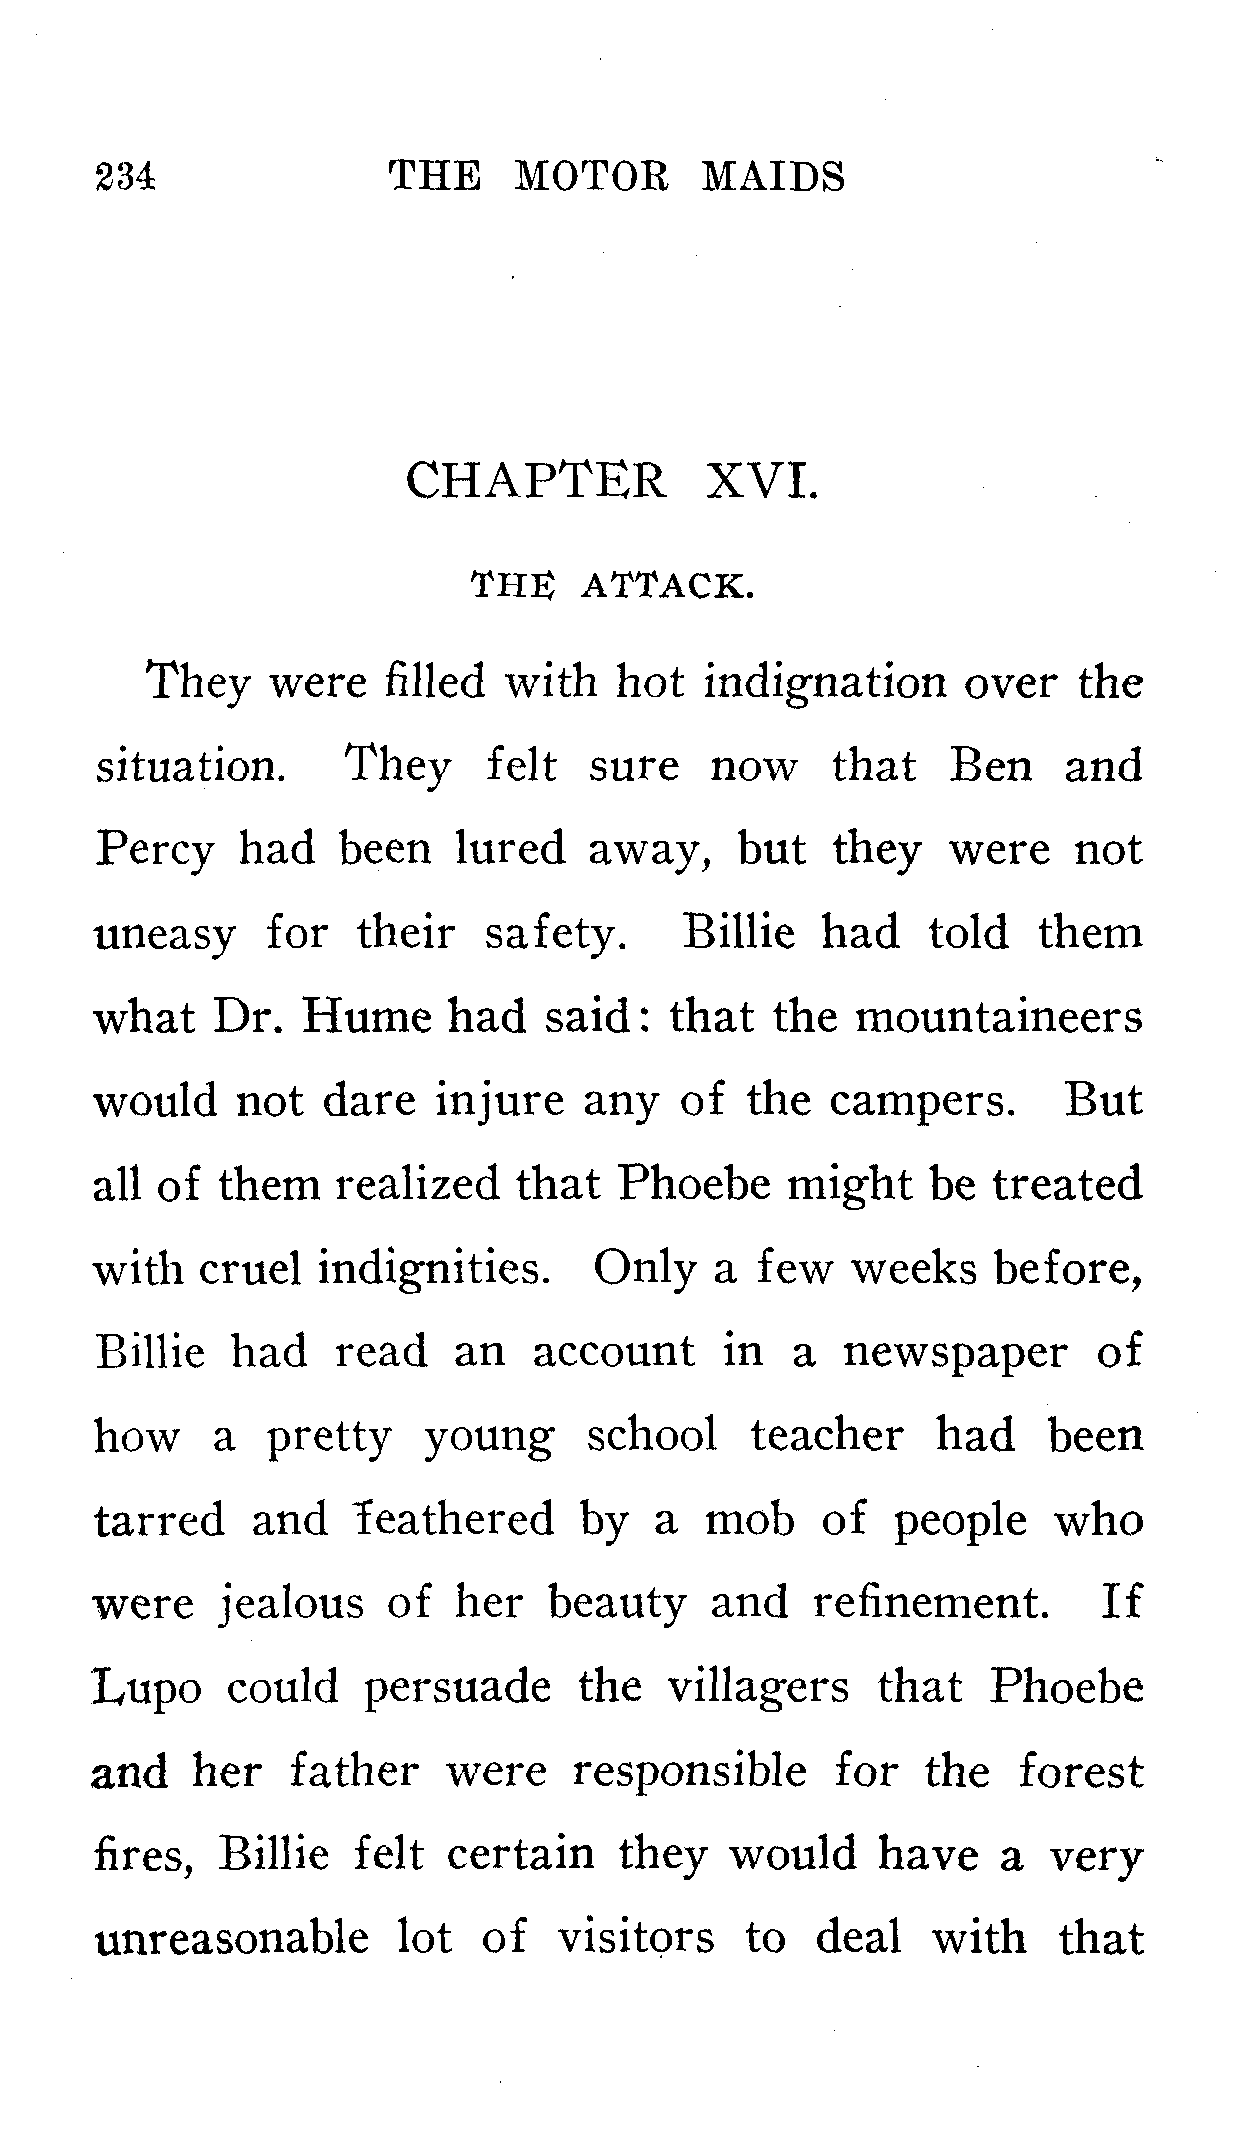 234 THE MOTOR MAIDS
CHAPTER XVI.
THE ATTACK.
They were filled with hot indignation over the
situation. They felt sure now that Ben and
Percy had been lured away, but they were not
uneasy for their safety. Billie had told them
what Dr. Hume had said: that the mountaineers
would not dare injure any of the campers. But
all of them realized that Phoebe might be treated
with cruel indignities. Only a few weeks before,
Billie had read an account in a newspaper of
how a pretty young school teacher had been
tarred and feathered by a mob of people who
were jealous of her beauty and refinement. If
Lupo could persuade the villagers that Phoebe
and her father were responsible for the forest
fires, Billie felt certain they would have a very
unreasonable lot of visitors to deal with that